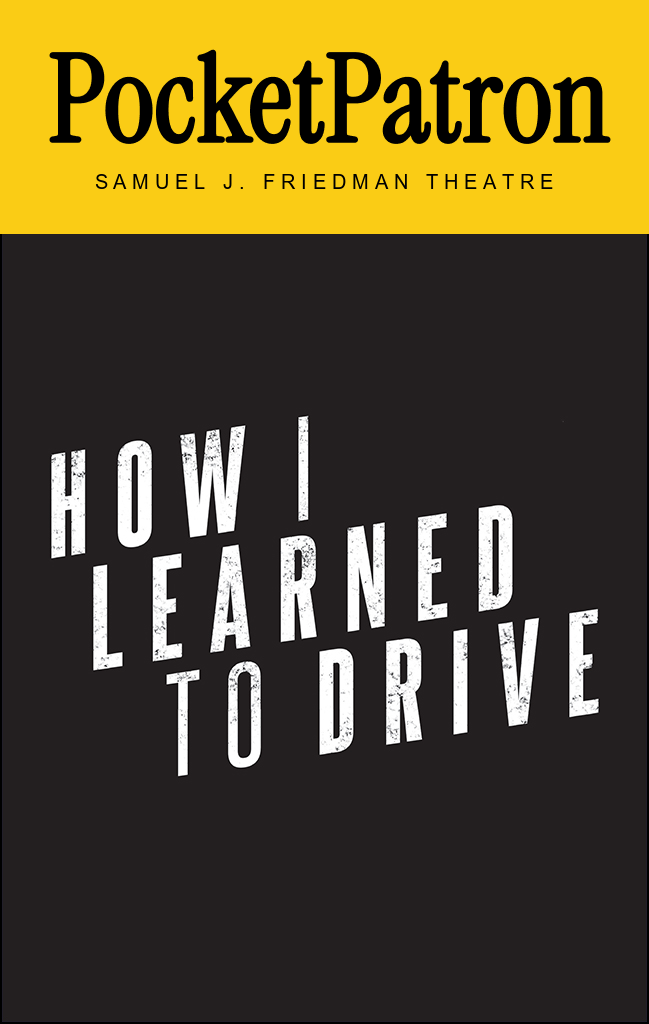 PocketPatron
SAMUEL J. FRIEDMAN THEATRE
HOW I
LEARNED
TO DRIVE